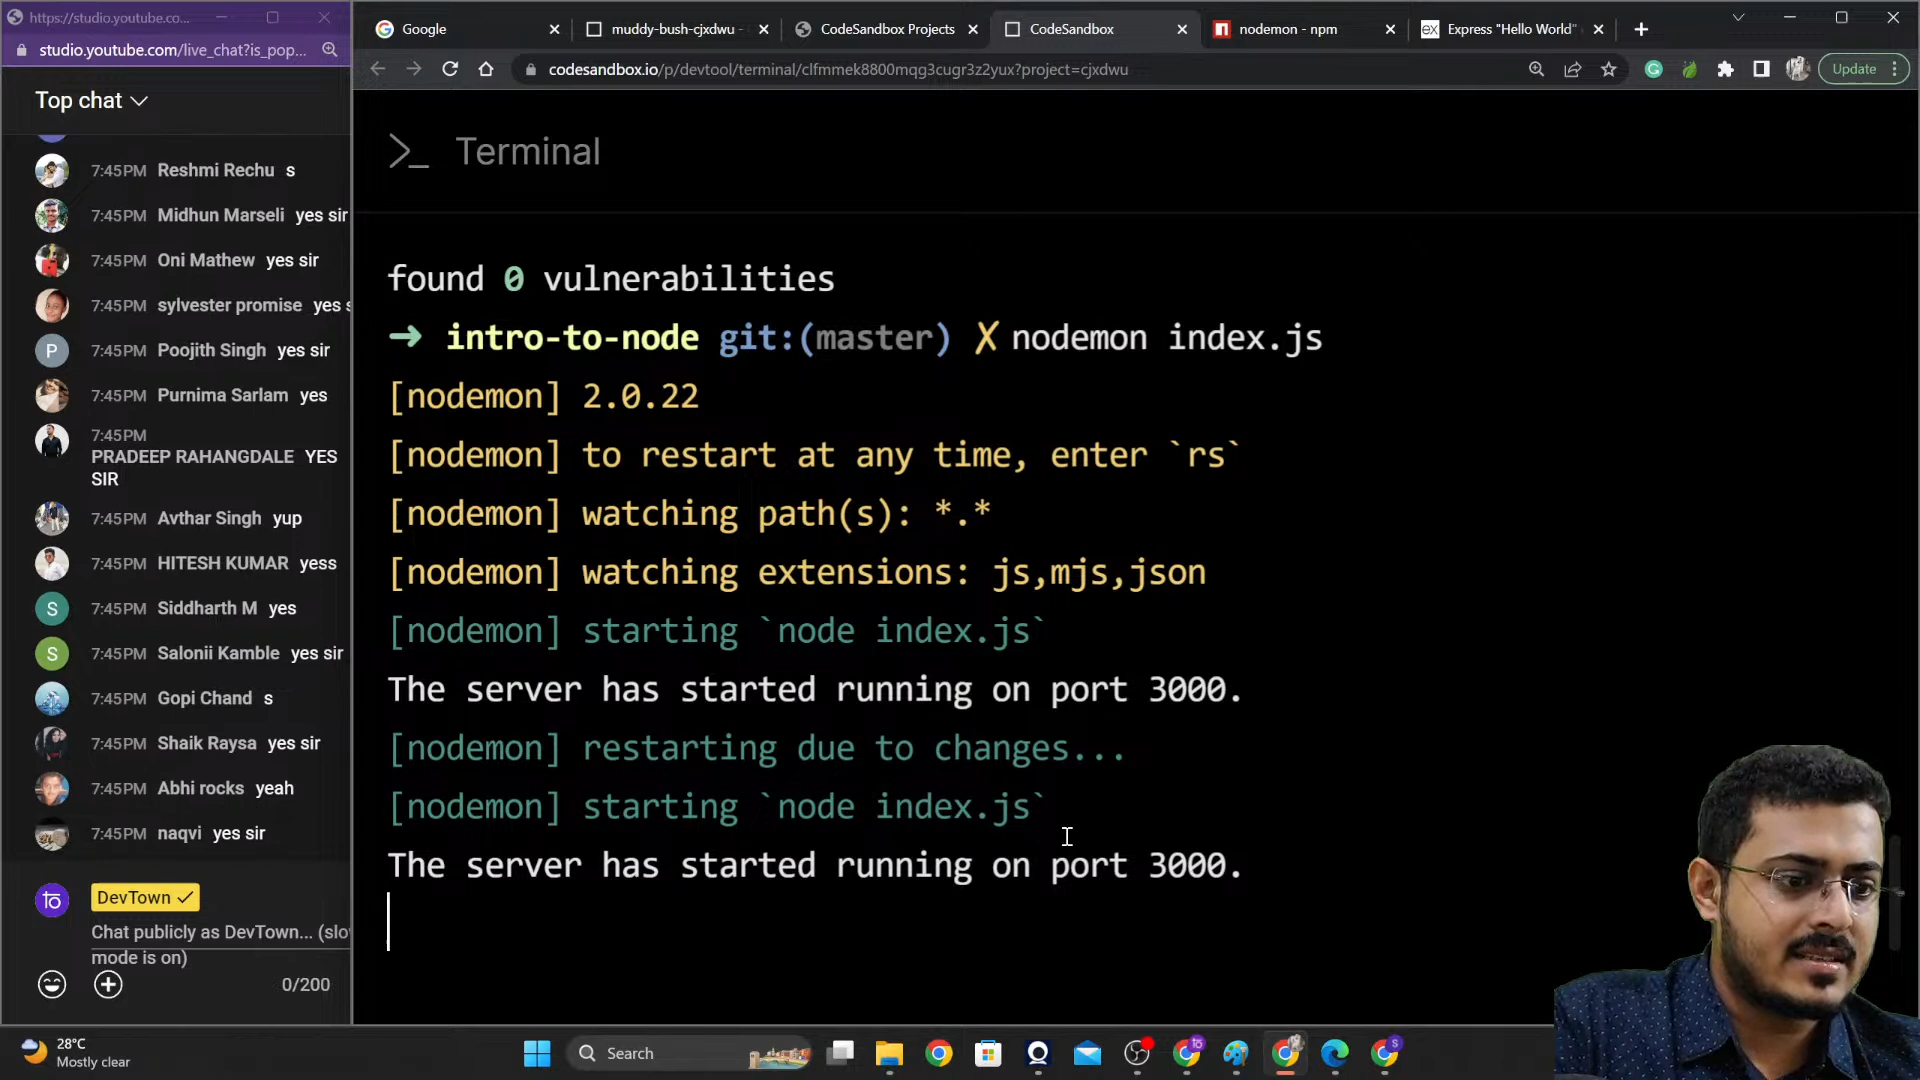 https://studio.youtube.co...
studio.youtube.com/live_chat?is_pop...
Top chat
7:45PM Reshmi Rechu s
7:45PM Midhun Marseli yes sir
7:45PM Oni Mathew yes sir
7:45PM sylvester promise yes s
P 7:45PM Poojith Singh yes sir
7:45PM Purnima Sarlam yes
7:45PM
PRADEEP RAHANGDALE YES
SIR
7:45PM Avthar Singh yup
7:45PM HITESH KUMAR yess
S 7:45PM Siddharth M yes
S 7:45PM Salonii Kamble yes sir
7:45PM Gopi Chand s
7:45PM Shaik Raysa yes sir
7:45PM Abhi rocks yeah
7:45PM naqvi yes sir
DevTown
Chat publicly as DevTown... (slo
mode is on)
0/200
Google
muddy-bush-cjxdwu -
CodeSandbox Projects
CodeSandbox
nodemon - npm
EX Express "Hello World"
codesandbox.io/p/devtool/terminal/clfmmek8800mqg3cugr3z2yux?project=cjxdwu
Update
>_ Terminal
found 0 vulnerabilities
→ intro-to-node git:(master) ✗ nodemon index.js
[nodemon] 2.0.22
[nodemon] to restart at any time, enter `rs`
[nodemon] watching path(s): *.*
[nodemon] watching extensions: js,mjs,json
[nodemon] starting `node index.js`
The server has started running on port 3000.
[nodemon] restarting due to changes...
[nodemon] starting `node index.js`
The server has started running on port 3000.
28°C
Mostly clear
Search